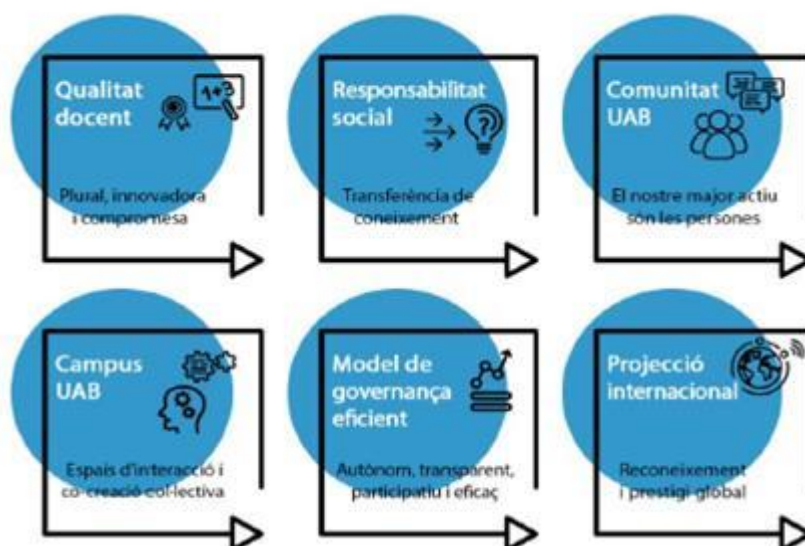 Qualitat
docent
1+3
Plural, innovadora
i compromesa
Responsabilitat
social
?
Transferència de
coneixement
Comunitat
UAB
El nostre major actiu
són les persones
Campus
UAB
Espais d'interacció i
co-creació col·lectiva
Model de
governança
eficient
Autònom, transparent,
participatiu i eficaç
Projecció
internacional
Reconeixement
i prestigi global